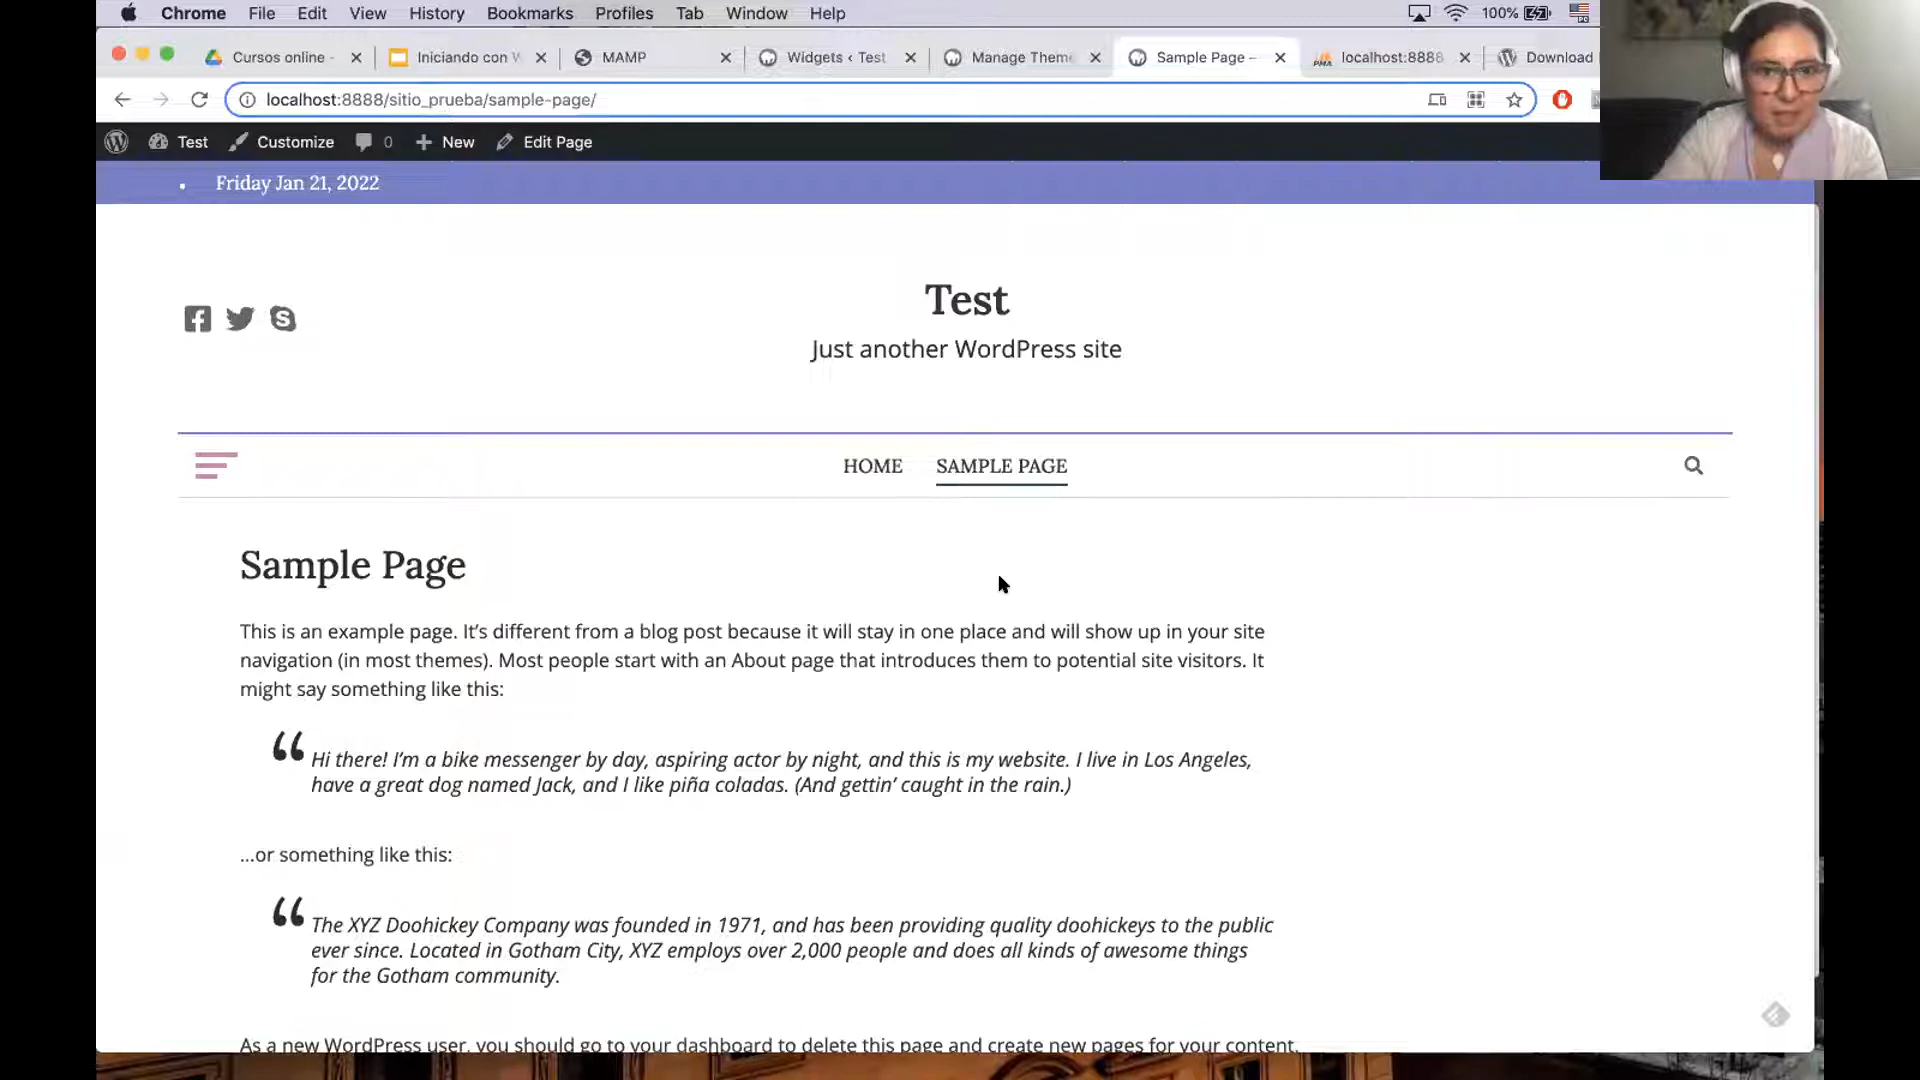 Chrome File Edit View History Bookmarks Profiles Tab Window Help 100%
Cursos online - Iniciando con W MAMP Widgets ‹ Test Manage Theme Sample Page – localhost:8888 Download
localhost:8888/sitio_prueba/sample-page/
Test Customize 0 New Edit Page
Friday Jan 21, 2022
Test
Just another WordPress site
HOME SAMPLE PAGE
Sample Page
This is an example page. It’s different from a blog post because it will stay in one place and will show up in your site
navigation (in most themes). Most people start with an About page that introduces them to potential site visitors. It
might say something like this:
“ Hi there! I’m a bike messenger by day, aspiring actor by night, and this is my website. I live in Los Angeles,
have a great dog named Jack, and I like piña coladas. (And gettin’ caught in the rain.)
…or something like this:
“ The XYZ Doohickey Company was founded in 1971, and has been providing quality doohickeys to the public
ever since. Located in Gotham City, XYZ employs over 2,000 people and does all kinds of awesome things
for the Gotham community.
As a new WordPress user, you should go to your dashboard to delete this page and create new pages for your content.